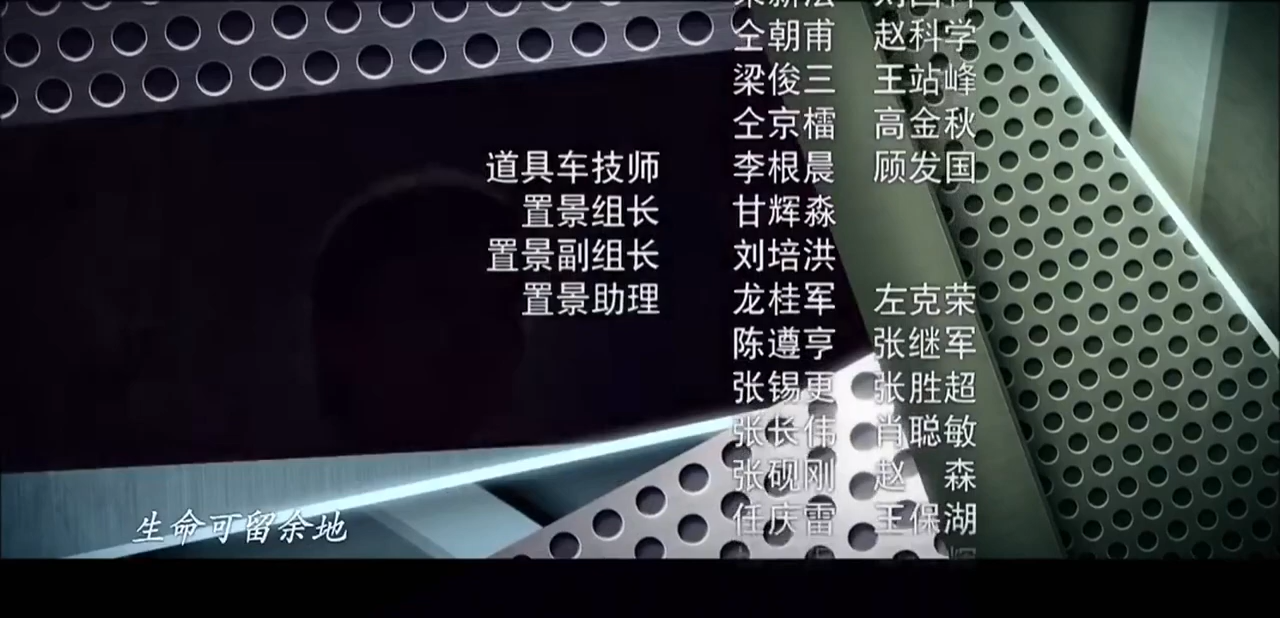 仝朝甫 赵科学
梁俊三 王站峰
仝京檑 高金秋
道具车技师 李根晨 顾发国
置景组长 甘辉淼
置景副组长 刘培洪
置景助理 龙桂军 左克荣
陈遵亨 张继军
张锡更 张胜超
张长伟 肖聪敏
张砚刚 赵 森
任庆雷 王保湖
生命可留余地